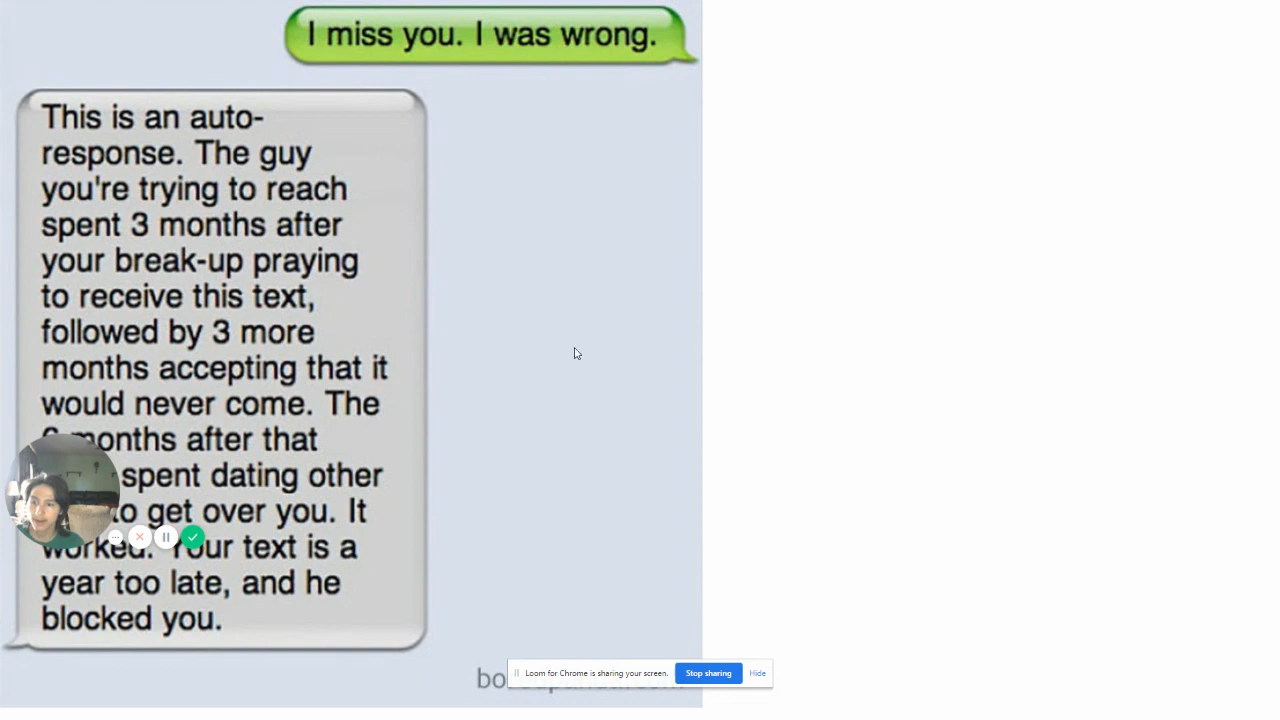 I miss you. I was wrong.
This is an auto-
response. The guy
you're trying to reach
spent 3 months after
your break-up praying
to receive this text,
followed by 3 more
months accepting that it
would never come. The
months after that
spent dating other
to get over you. It
worked. Your text is a
year too late, and he
blocked you.
Loom for Chrome is sharing your screen.
Stop sharing
Hide